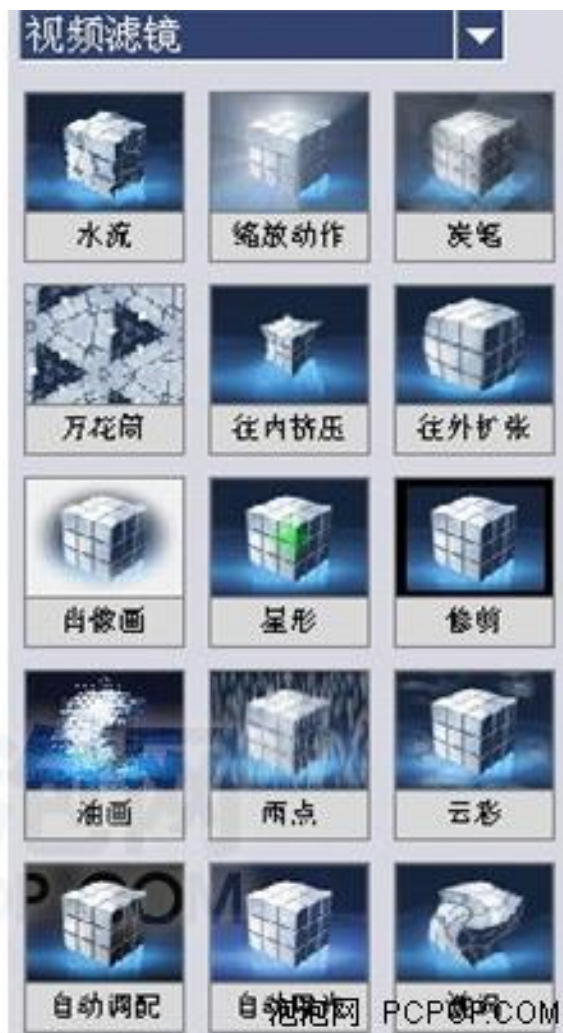 视频滤镜
水流 缩放动作 炭笔
万花筒 往内挤压 往外扩张
肖像画 星形 修剪
油画 雨点 云彩
自动调配 自动
泡泡网 PCPOP.COM